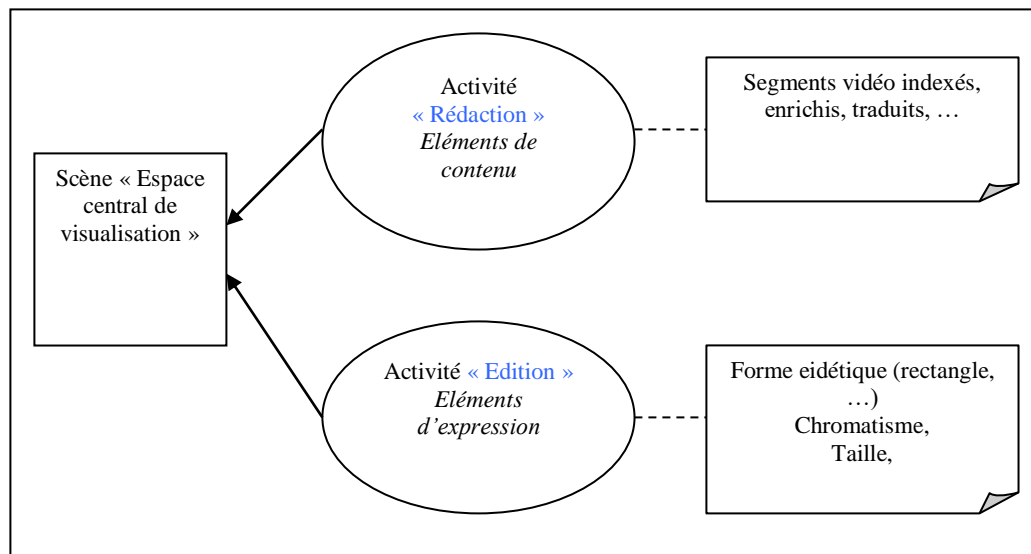 Scène « Espace
central de
visualisation »
Activité
« Rédaction »
Eléments de
contenu
Segments vidéo indexés,
enrichis, traduits, …
Activité « Edition »
Eléments
d’expression
Forme eidétique (rectangle,
…)
Chromatisme,
Taille,